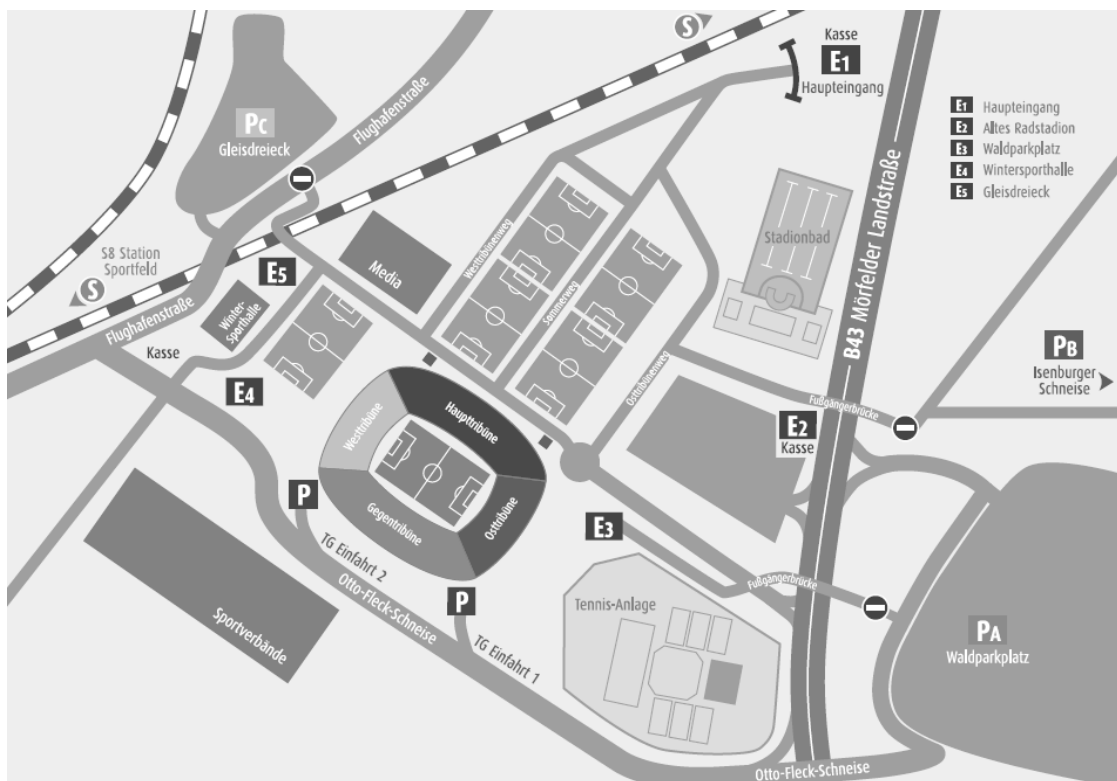 S
Kasse
E1
Haupteingang
Pc
Gleisdreieck
Flughafenstraße
E1 Haupteingang
E2 Altes Radstadion
E3 Waldparkplatz
E4 Wintersporthalle
E5 Gleisdreieck
B43 Mörfelder Landstraße
Stadionbad
S8 Station
Sportfeld
S
E5
Media
Westtribünenweg
Sommerweg
Osttribünenweg
Flughafenstraße
Winter-
sporthalle
Kasse
E4
PB
Isenburger
Schneise
Fußgängerbrücke
E2
Kasse
Westtribüne
Haupttribüne
Gegentribüne
Osttribüne
P
TG Einfahrt 2
E3
Otto-Fleck-Schneise
P
TG Einfahrt 1
Fußgängerbrücke
Tennis-Anlage
PA
Waldparkplatz
Sportverbände
Otto-Fleck-Schneise